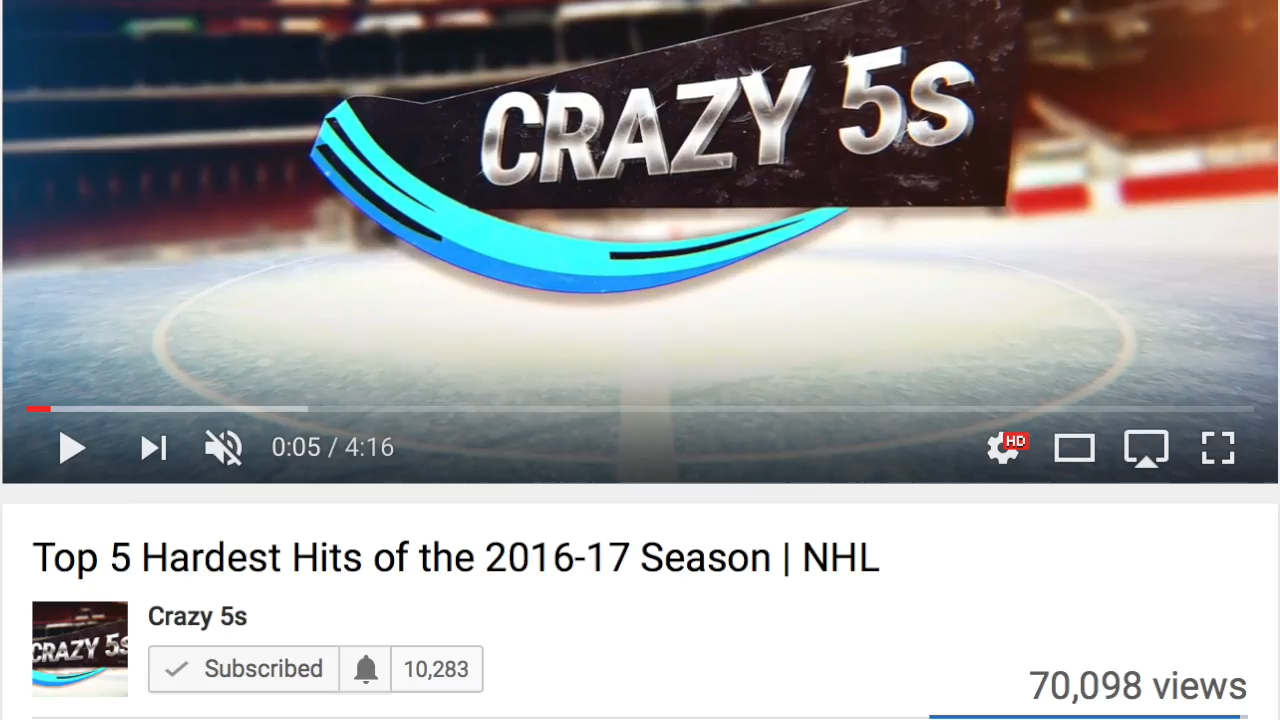 CRAZY 5s
HD
0:05 / 4:16
Top 5 Hardest Hits of the 2016-17 Season | NHL
CRAZY 5s
Crazy 5s
Subscribed
10,283
70,098 views